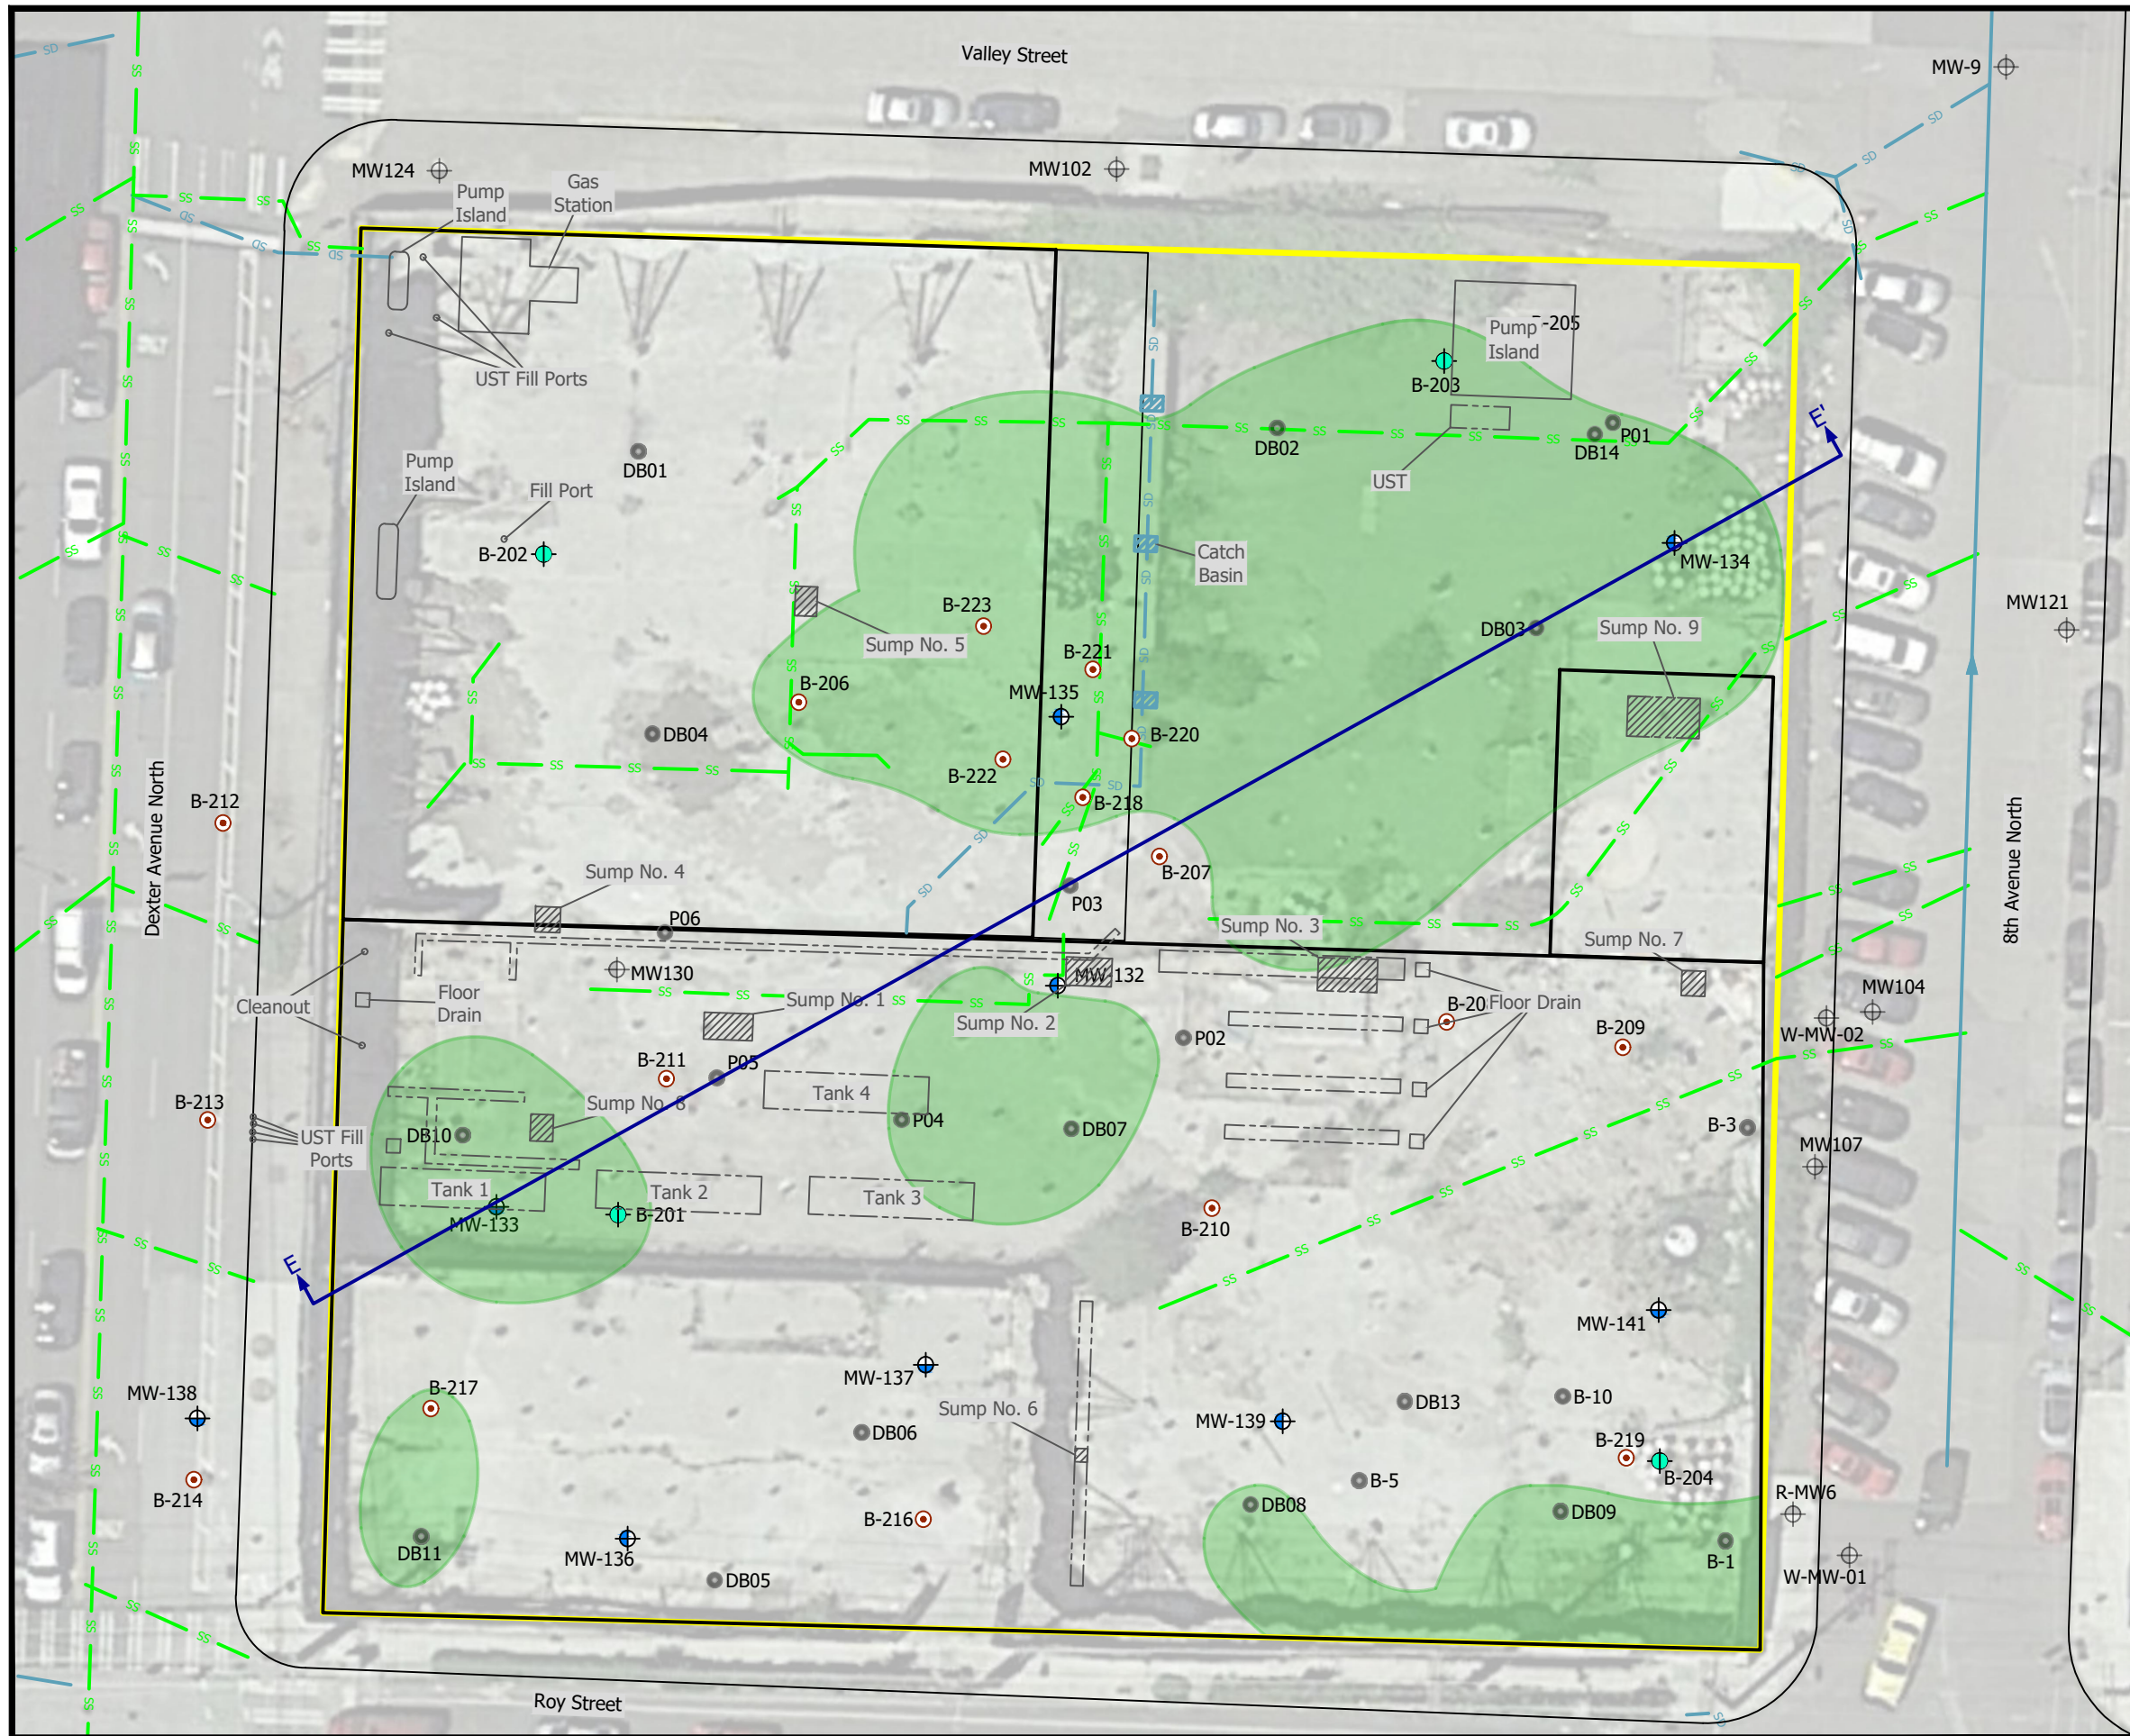 Valley Street
MW-9
MW124
MW102
Pump
Island
Gas
Station
UST Fill Ports
Pump
Island
-205
B-203
DB01
DB02
DB14
P01
E'
UST
Pump
Island
Fill Port
B-202
Catch
Basin
MW-134
MW121
B-223
Sump No. 5
B-221
DB03
Sump No. 9
B-206
MW-135
DB04
B-220
B-222
B-218
B-212
Dexter Avenue North
8th Avenue North
Sump No. 4
B-207
P06
P03
Sump No. 3
Sump No. 7
MW130
MW-132
Cleanout
Floor
Drain
Sump No. 1
Sump No. 2
B-20
Floor Drain
MW104
W-MW-02
B-209
P02
B-211
P05
Tank 4
Sump No. 8
B-213
P04
DB07
B-3
DB10
UST Fill
Ports
MW107
Tank 1
Tank 2
Tank 3
MW-133
B-201
B-210
E
MW-141
MW-137
B-217
MW-138
Sump No. 6
MW-139
DB13
B-10
DB06
B-219
B-204
B-5
B-214
R-MW6
DB08
DB09
B-216
DB11
MW-136
B-1
DB05
W-MW-01
Roy Street
SD
SS